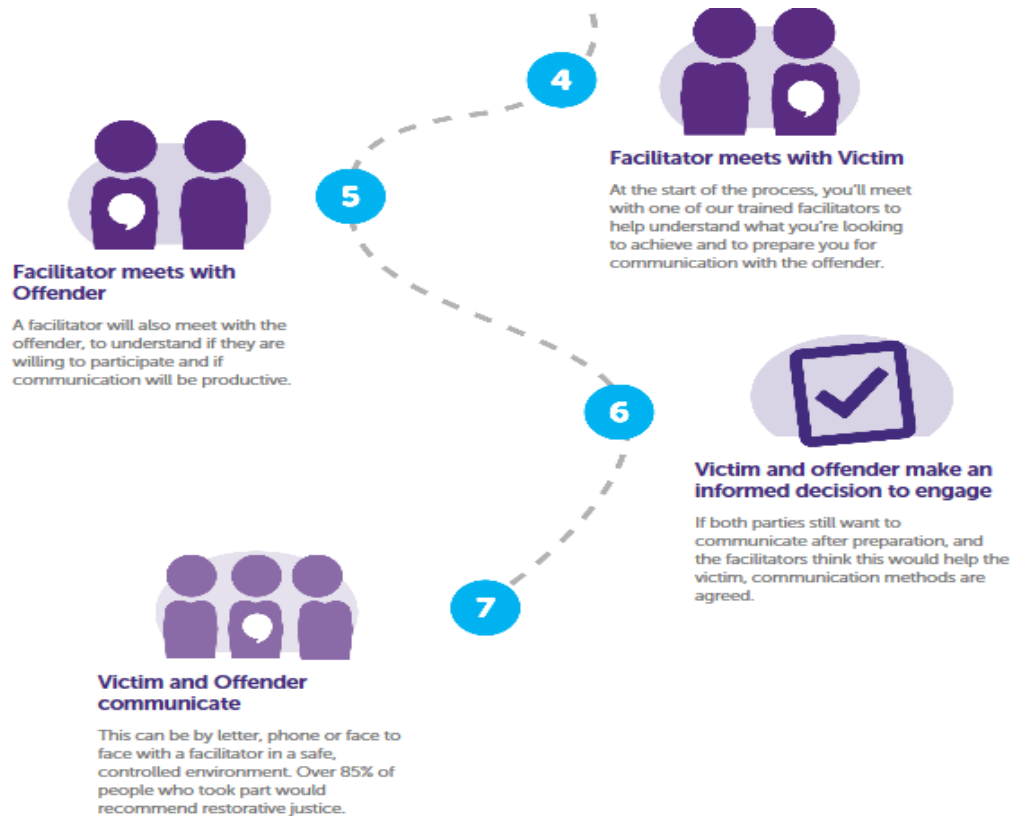 4
Facilitator meets with Victim
At the start of the process, you'll meet
with one of our trained facilitators to
help understand what you're looking
to achieve and to prepare you for
communication with the offender.
5
Facilitator meets with
Offender
A facilitator will also meet with the
offender, to understand if they are
willing to participate and if
communication will be productive.
6
Victim and offender make an
informed decision to engage
If both parties still want to
communicate after preparation, and
the facilitators think this would help the
victim, communication methods are
agreed.
7
Victim and Offender
communicate
This can be by letter, phone or face to
face with a facilitator in a safe,
controlled environment. Over 85% of
people who took part would
recommend restorative justice.